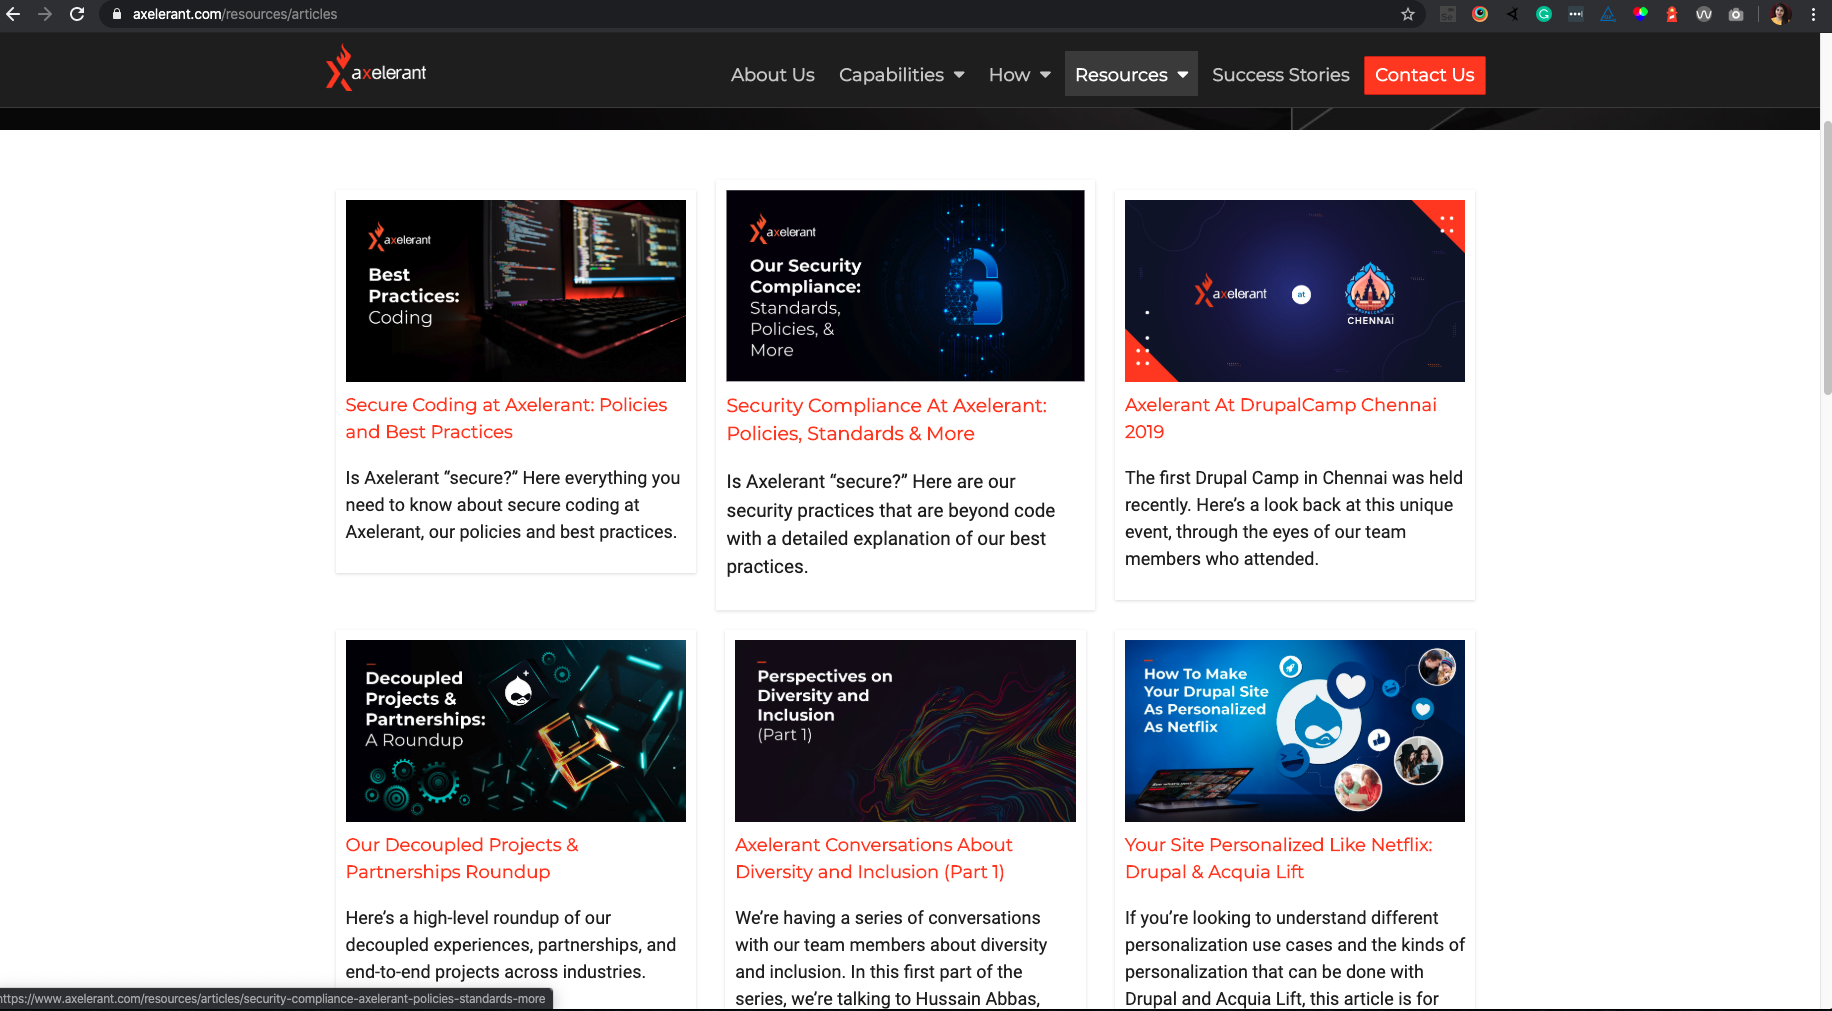 axelerant.com/resources/articles
axelerant
About Us
Capabilities
How
Resources
Success Stories
Contact Us
axelerant
Best
Practices:
Coding
Secure Coding at Axelerant: Policies
and Best Practices
Is Axelerant “secure?” Here everything you
need to know about secure coding at
Axelerant, our policies and best practices.
axelerant
Our Security
Compliance:
Standards,
Policies, &
More
Security Compliance At Axelerant:
Policies, Standards & More
Is Axelerant “secure?” Here are our
security practices that are beyond code
with a detailed explanation of our best
practices.
axelerant
at
CHENNAI
Axelerant At DrupalCamp Chennai
2019
The first Drupal Camp in Chennai was held
recently. Here’s a look back at this unique
event, through the eyes of our team
members who attended.
Decoupled
Projects &
Partnerships:
A Roundup
Our Decoupled Projects &
Partnerships Roundup
Here’s a high-level roundup of our
decoupled experiences, partnerships, and
end-to-end projects across industries.
Perspectives on
Diversity and
Inclusion
(Part 1)
Axelerant Conversations About
Diversity and Inclusion (Part 1)
We’re having a series of conversations
with our team members about diversity
and inclusion. In this first part of the
series, we’re talking to Hussain Abbas,
How To Make
Your Drupal Site
As Personalized
As Netflix
Your Site Personalized Like Netflix:
Drupal & Acquia Lift
If you’re looking to understand different
personalization use cases and the kinds of
personalization that can be done with
Drupal and Acquia Lift, this article is for
https://www.axelerant.com/resources/articles/security-compliance-axelerant-policies-standards-more